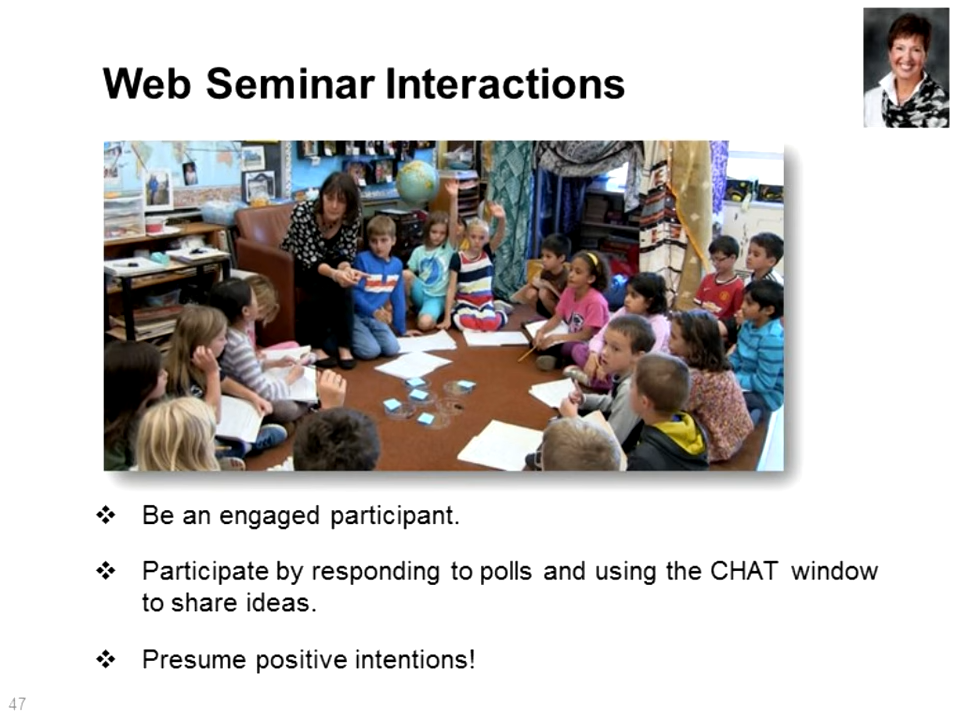 Web Seminar Interactions
❖ Be an engaged participant.
❖ Participate by responding to polls and using the CHAT window
to share ideas.
❖ Presume positive intentions!
47